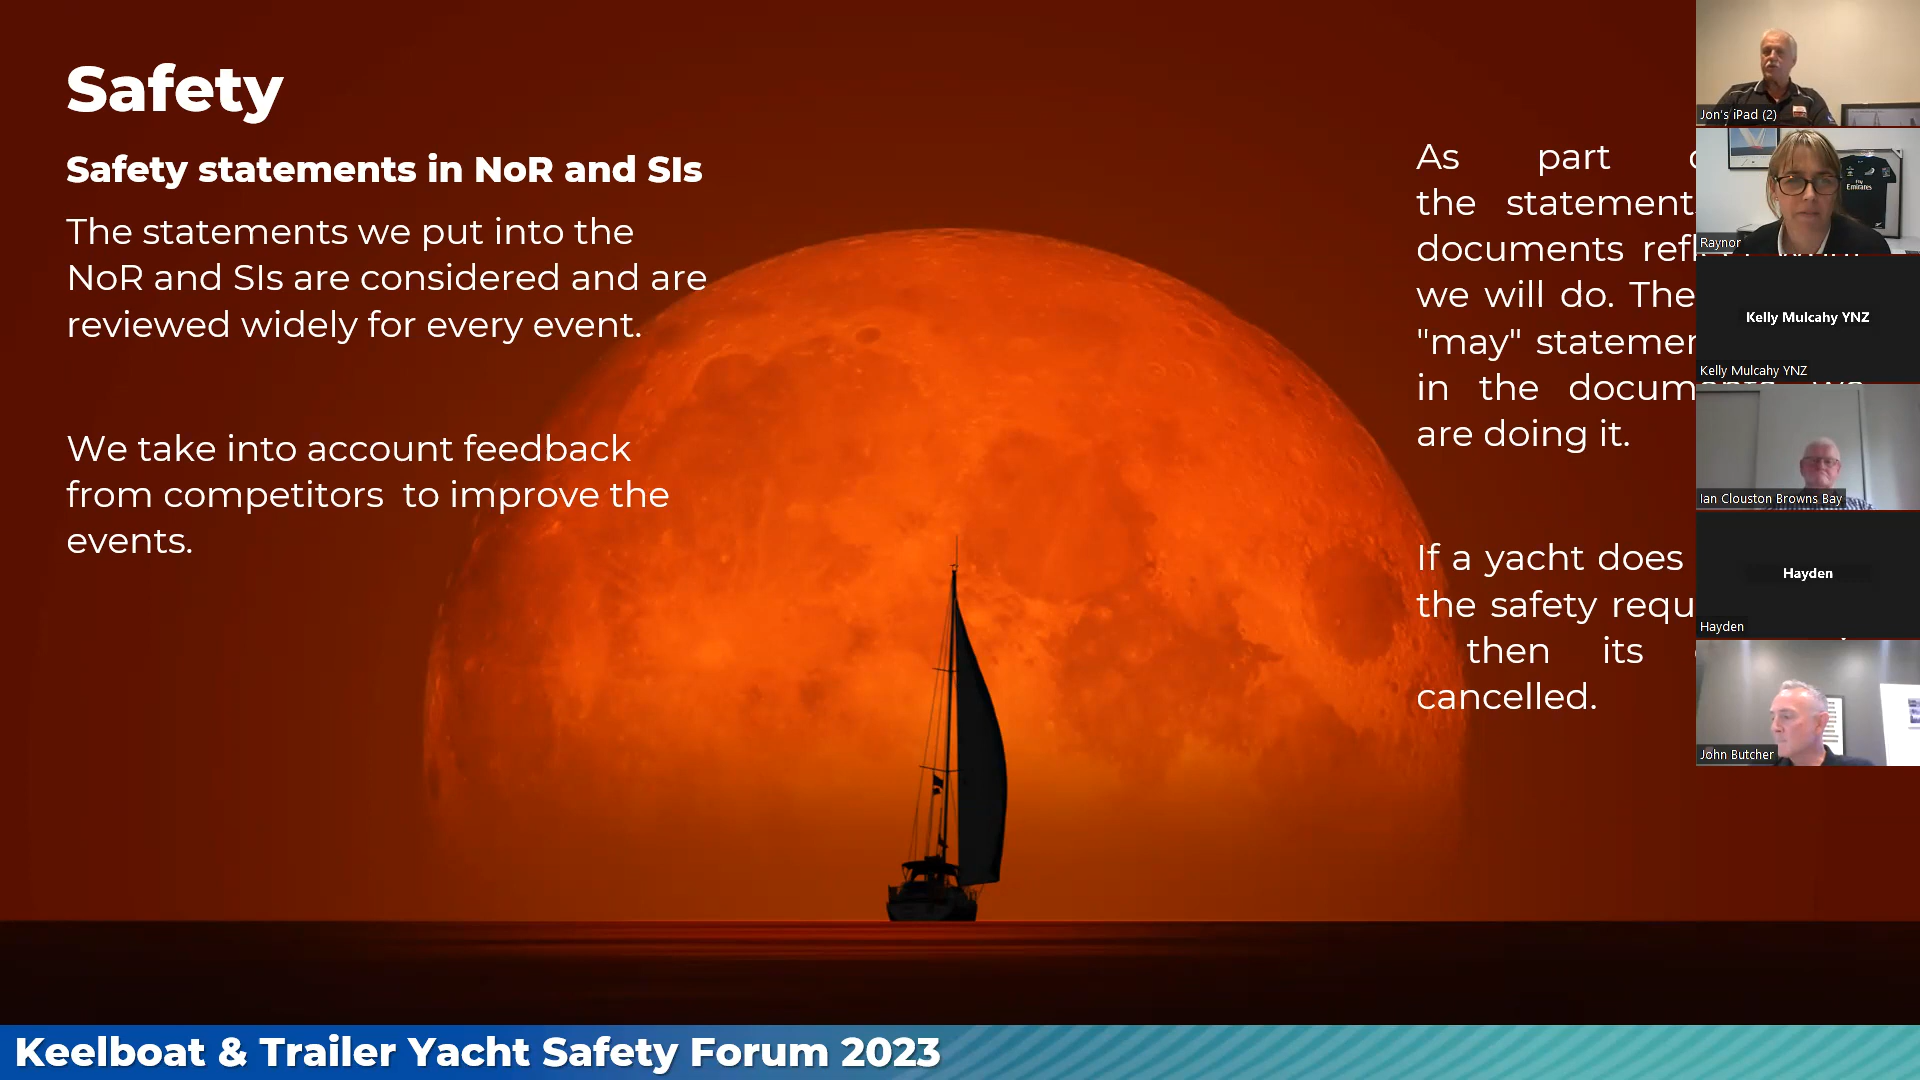 Safety
Safety statements in NoR and SIs
The statements we put into the
NoR and SIs are considered and are
reviewed widely for every event.
We take into account feedback
from competitors to improve the
events.
As part
the statement
documents
we will do. The
"may"
in the
are doing it.
If a yacht does
the safety
then its
cancelled.
Jon's iPad (2)
Fly
Emirates
Raynor
Kelly Mulcahy YNZ
Kelly Mulcahy YNZ
Ian Clouston Browns Bay
Hayden
Hayden
John Butcher
Keelboat & Trailer Yacht Safety Forum 2023